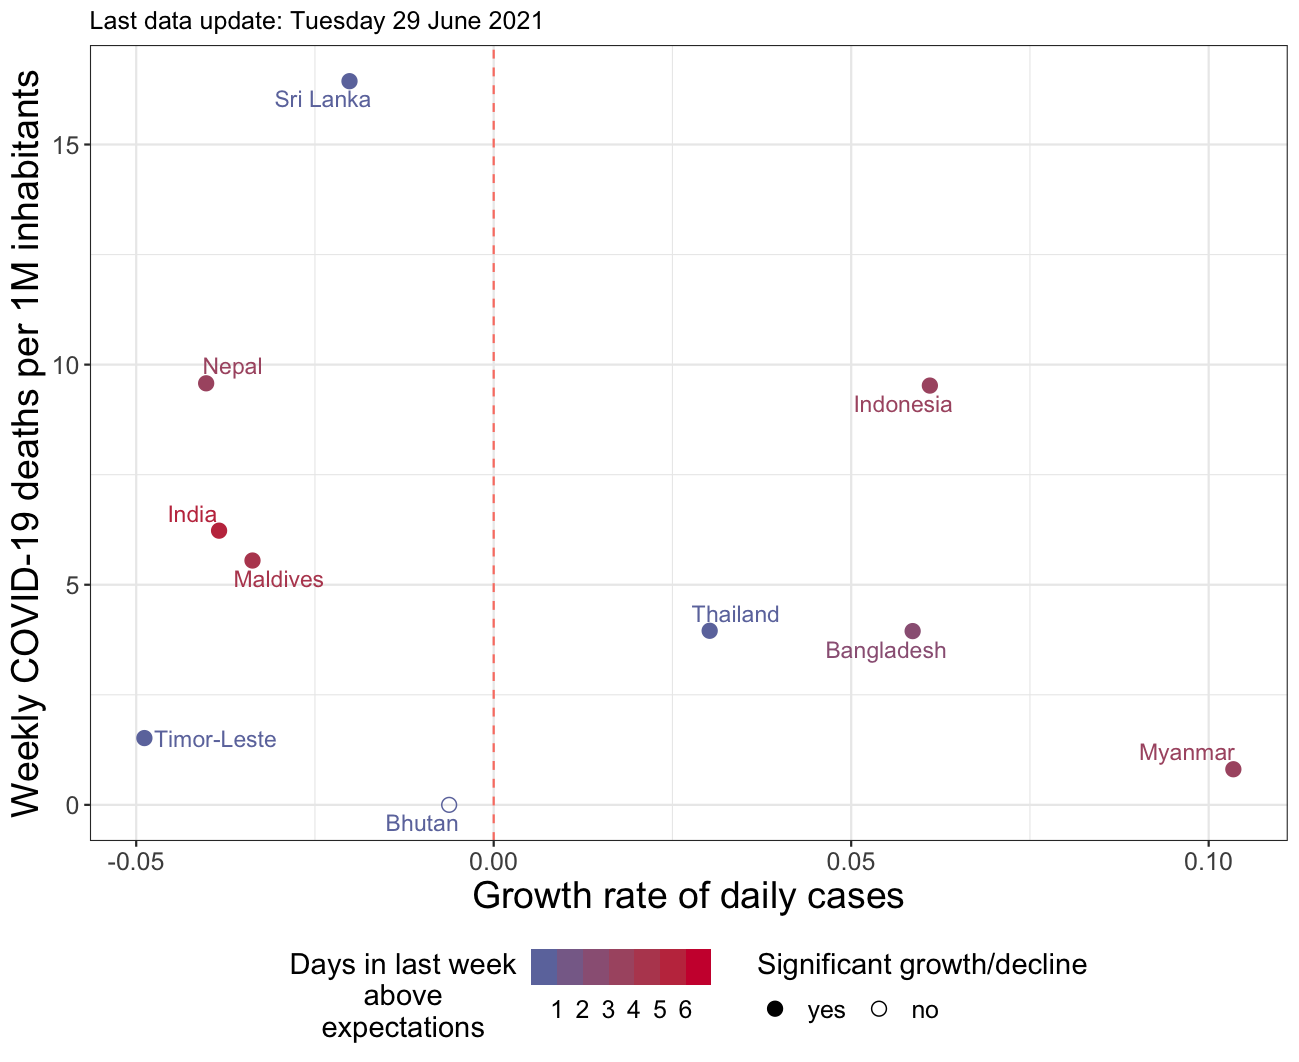 Last data update: Tuesday 29 June 2021
Weekly COVID-19 deaths per 1M inhabitants
15
10
5
0
Sri Lanka
Nepal
Indonesia
India
Maldives
Thailand
Bangladesh
Timor-Leste
Myanmar
Bhutan
-0.05 0.00 0.05 0.10
Growth rate of daily cases
Days in last week
above
expectations
1 2 3 4 5 6
Significant growth/decline
yes no